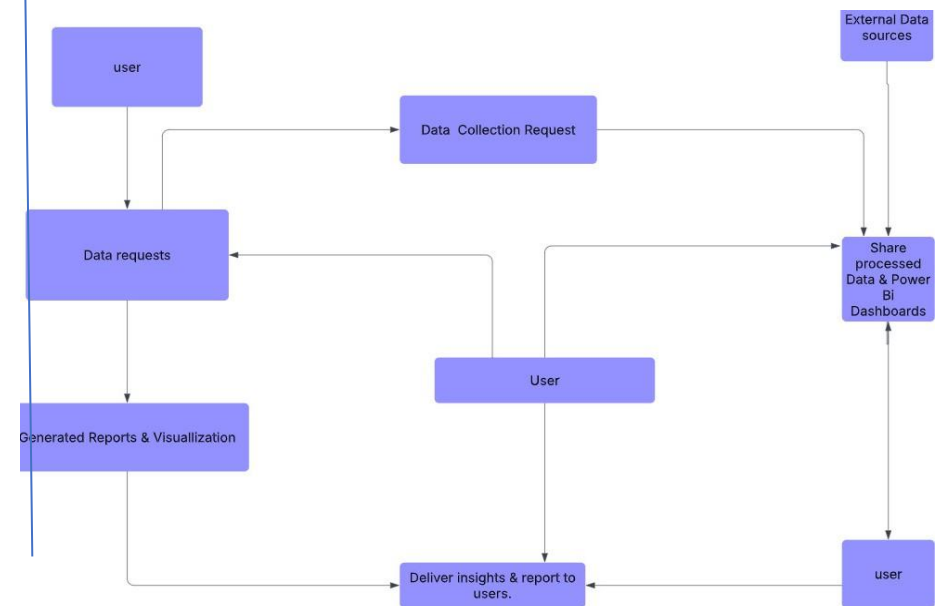 External Data
sources
user
Data  Collection Request
Data requests
Share
processed
Data & Power
Bi
Dashboards
User
Generated Reports & Visuallization
Deliver insights & report to
users.
user